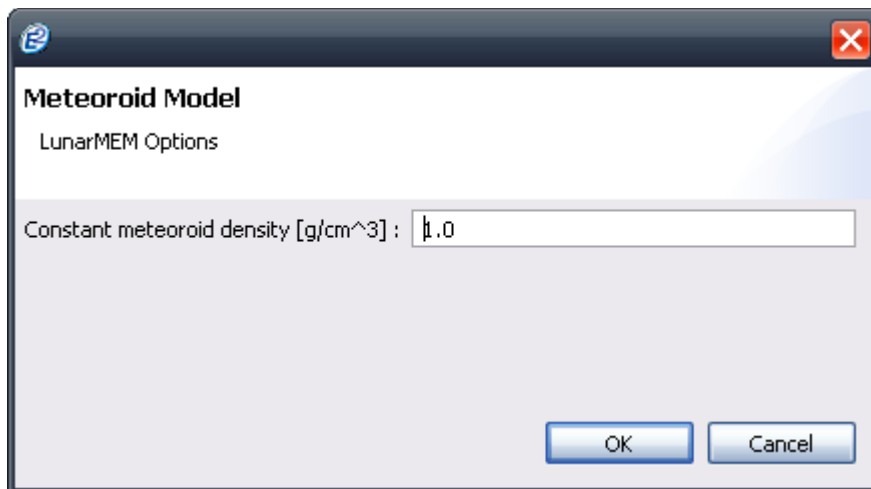 Meteoroid Model
LunarMEM Options
Constant meteoroid density [g/cm^3] : 1.0
OK Cancel